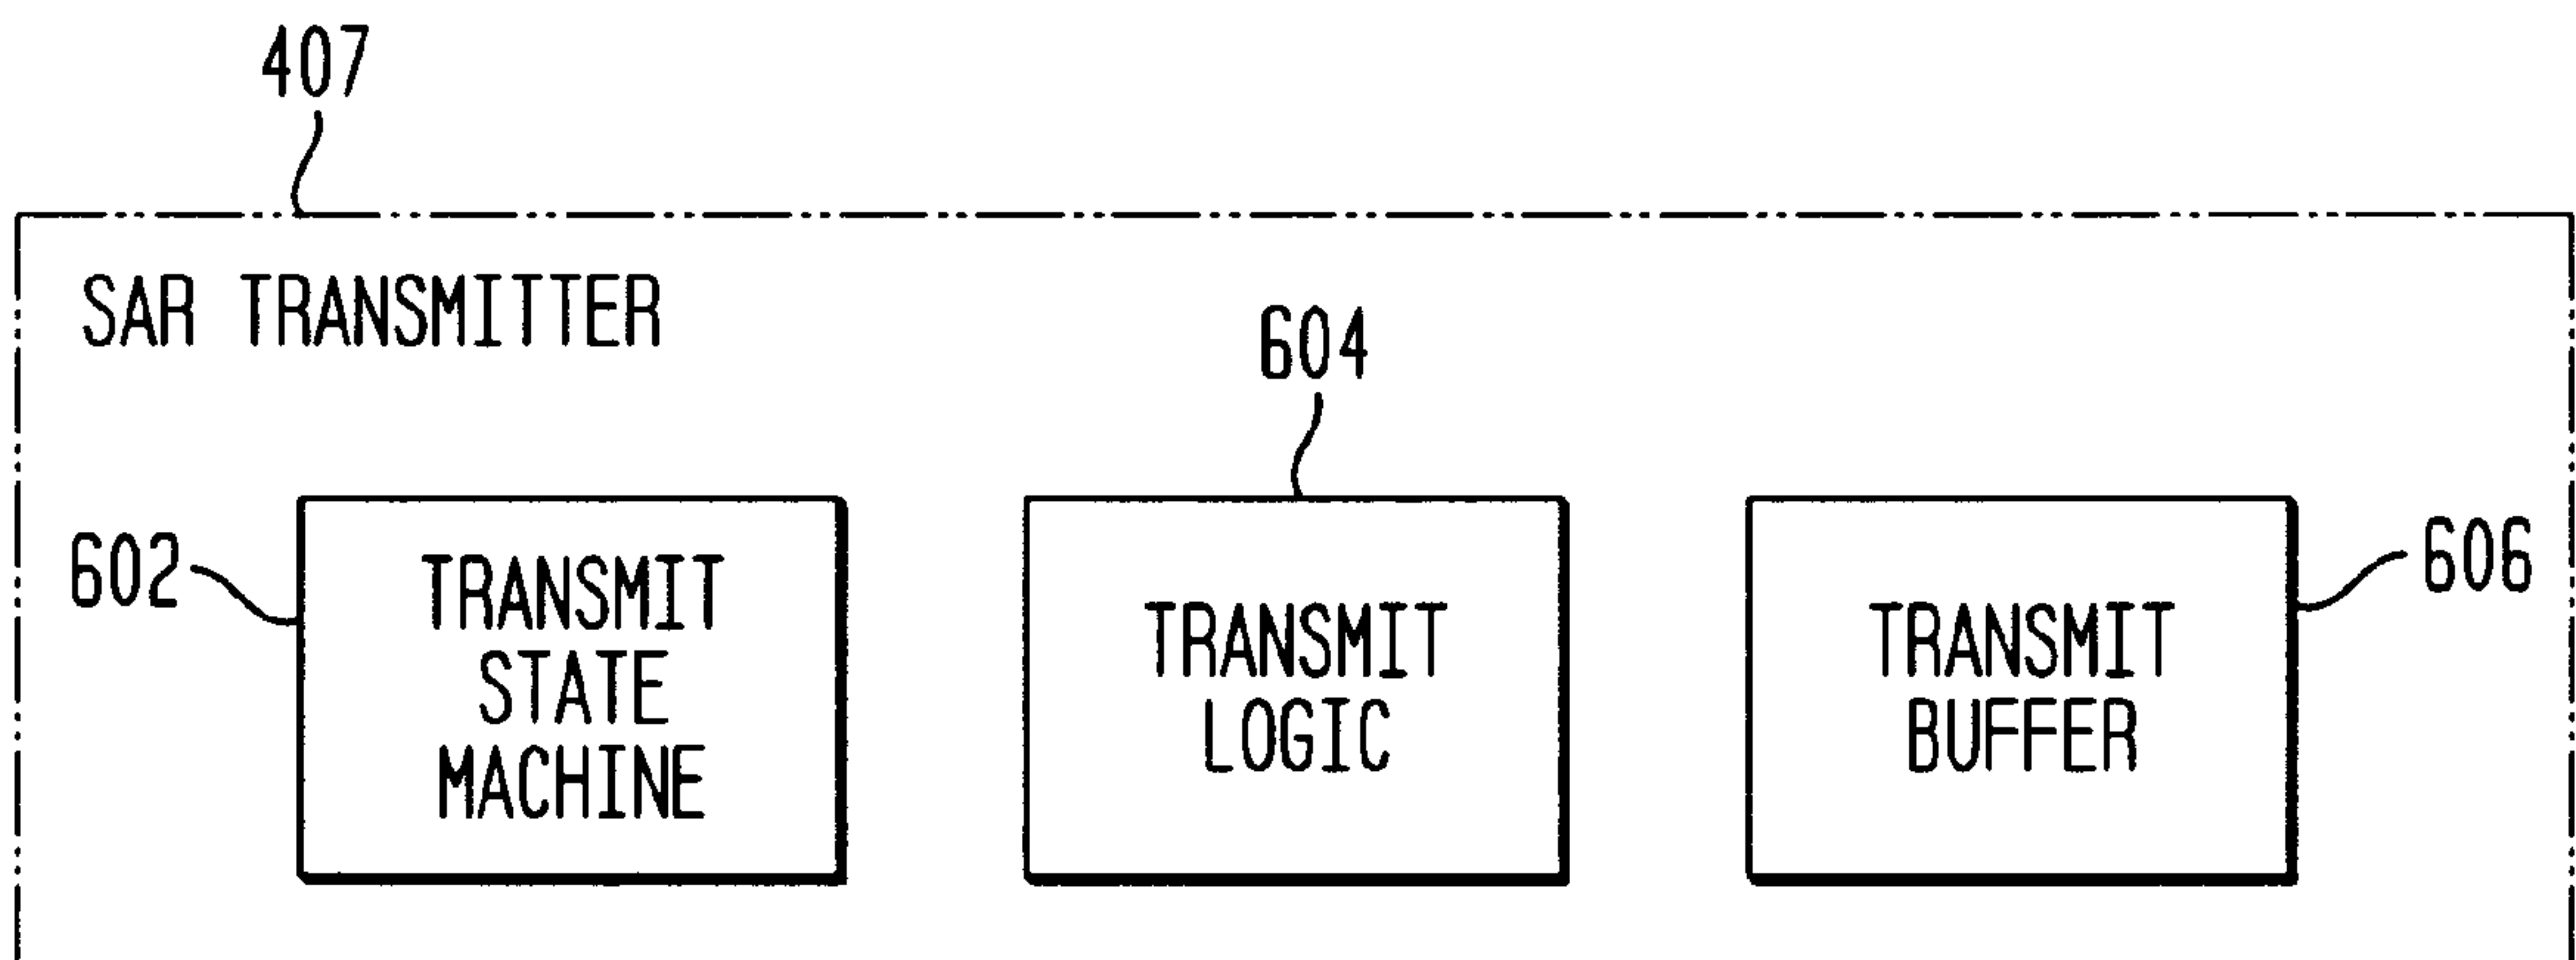 407
SAR TRANSMITTER
604
602
TRANSMIT
STATE
MACHINE
TRANSMIT
LOGIC
TRANSMIT
BUFFER
606